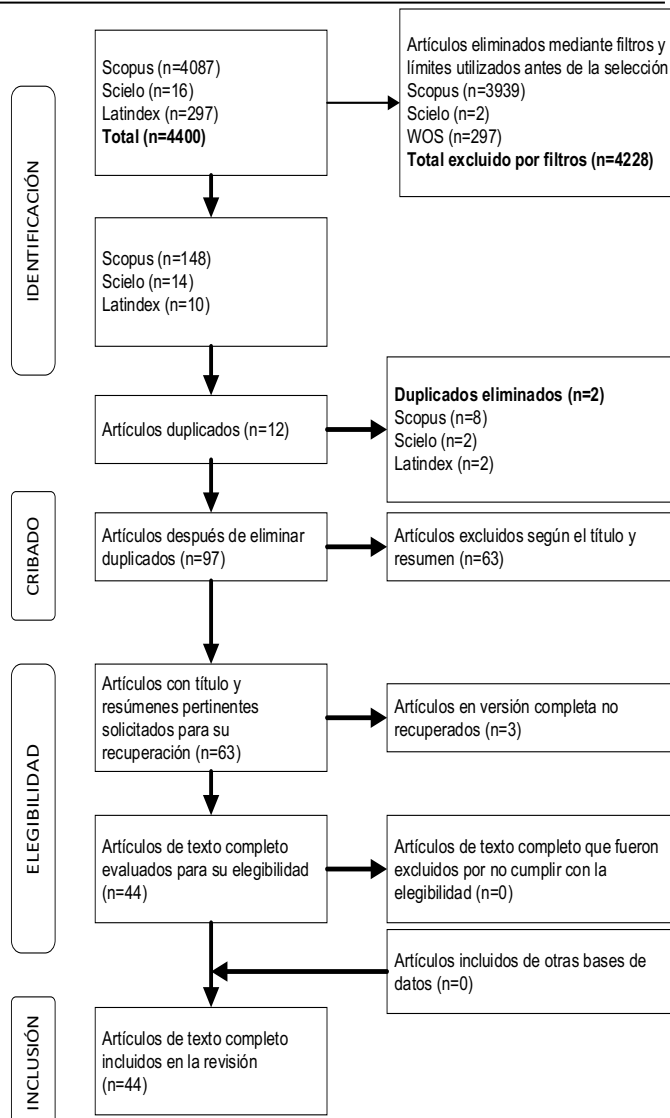 IDENTIFICACIÓN
Scopus (n=4087)
Scielo (n=16)
Latindex (n=297)
Total (n=4400)
Artículos eliminados mediante filtros y
límites utilizados antes de la selección
Scopus (n=3939)
Scielo (n=2)
WOS (n=297)
Total excluido por filtros (n=4228)
Scopus (n=148)
Scielo (n=14)
Latindex (n=10)
Artículos duplicados (n=12)
Duplicados eliminados (n=2)
Scopus (n=8)
Scielo (n=2)
Latindex (n=2)
CRIBADO
Artículos después de eliminar
duplicados (n=97)
Artículos excluidos según el título y
resumen (n=63)
ELEGIBILIDAD
Artículos con título y
resúmenes pertinentes
solicitados para su
recuperación (n=63)
Artículos en versión completa no
recuperados (n=3)
Artículos de texto completo
evaluados para su elegibilidad
(n=44)
Artículos de texto completo que fueron
excluidos por no cumplir con la
elegibilidad (n=0)
Artículos incluidos de otras bases de
datos (n=0)
INCLUSIÓN
Artículos de texto completo
incluidos en la revisión
(n=44)